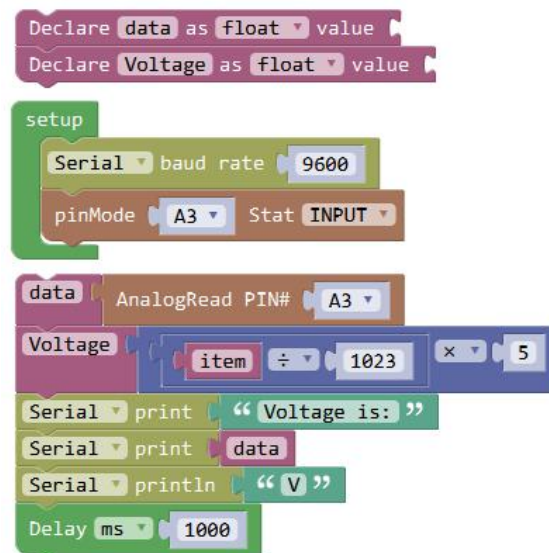 Declare data as float value
Declare Voltage as float value
setup
Serial baud rate 9600
pinMode A3 Stat INPUT
data AnalogRead PIN# A3
Voltage item ÷ 1023 × 5
Serial print “ Voltage is: ”
Serial print data
Serial println “ V ”
Delay ms 1000